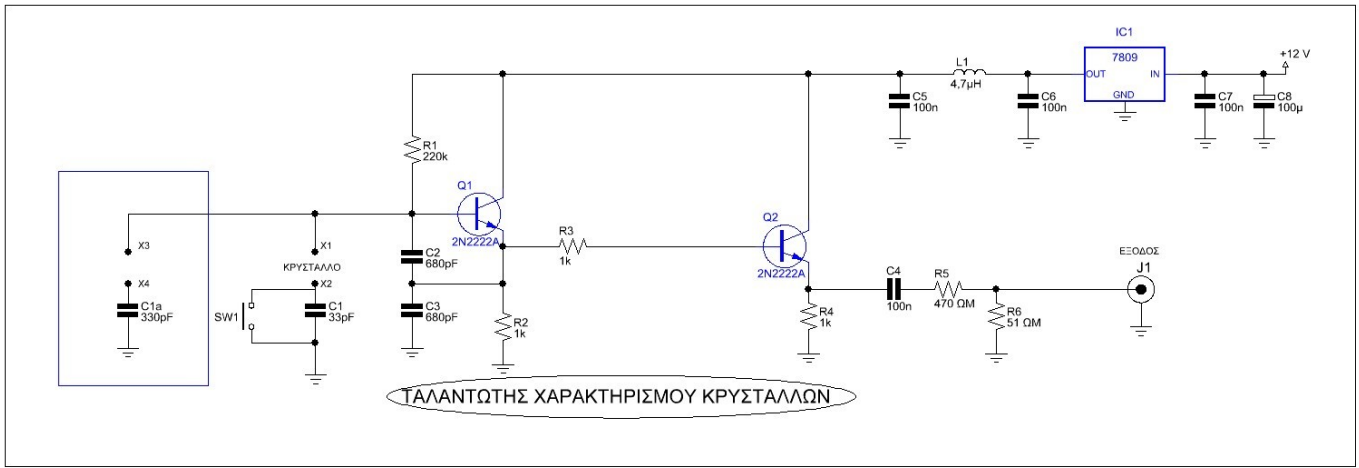 IC1
7809
OUT
IN
GND
+12 V
L1
4,7μH
C5
100n
C6
100n
C7
100n
C8
100μ
R1
220k
Q1
2N2222A
X3
X4
C1a
330pF
X1
ΚΡΥΣΤΑΛΛΟ
X2
SW1
C1
33pF
C2
680pF
C3
680pF
R2
1k
R3
1k
Q2
2N2222A
R4
1k
C4
100n
R5
470 ΩΜ
R6
51 ΩΜ
ΕΞΟΔΟΣ
J1
ΤΑΛΑΝΤΩΤΗΣ ΧΑΡΑΚΤΗΡΙΣΜΟΥ ΚΡΥΣΤΑΛΛΩΝ